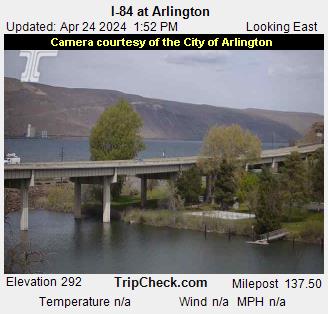 I-84 at Arlington
Updated: Apr 24 2024 1:52 PM Looking East
Camera courtesy of the City of Arlington
Elevation 292 TripCheck.com Milepost 137.50
Temperature n/a Wind n/a MPH n/a